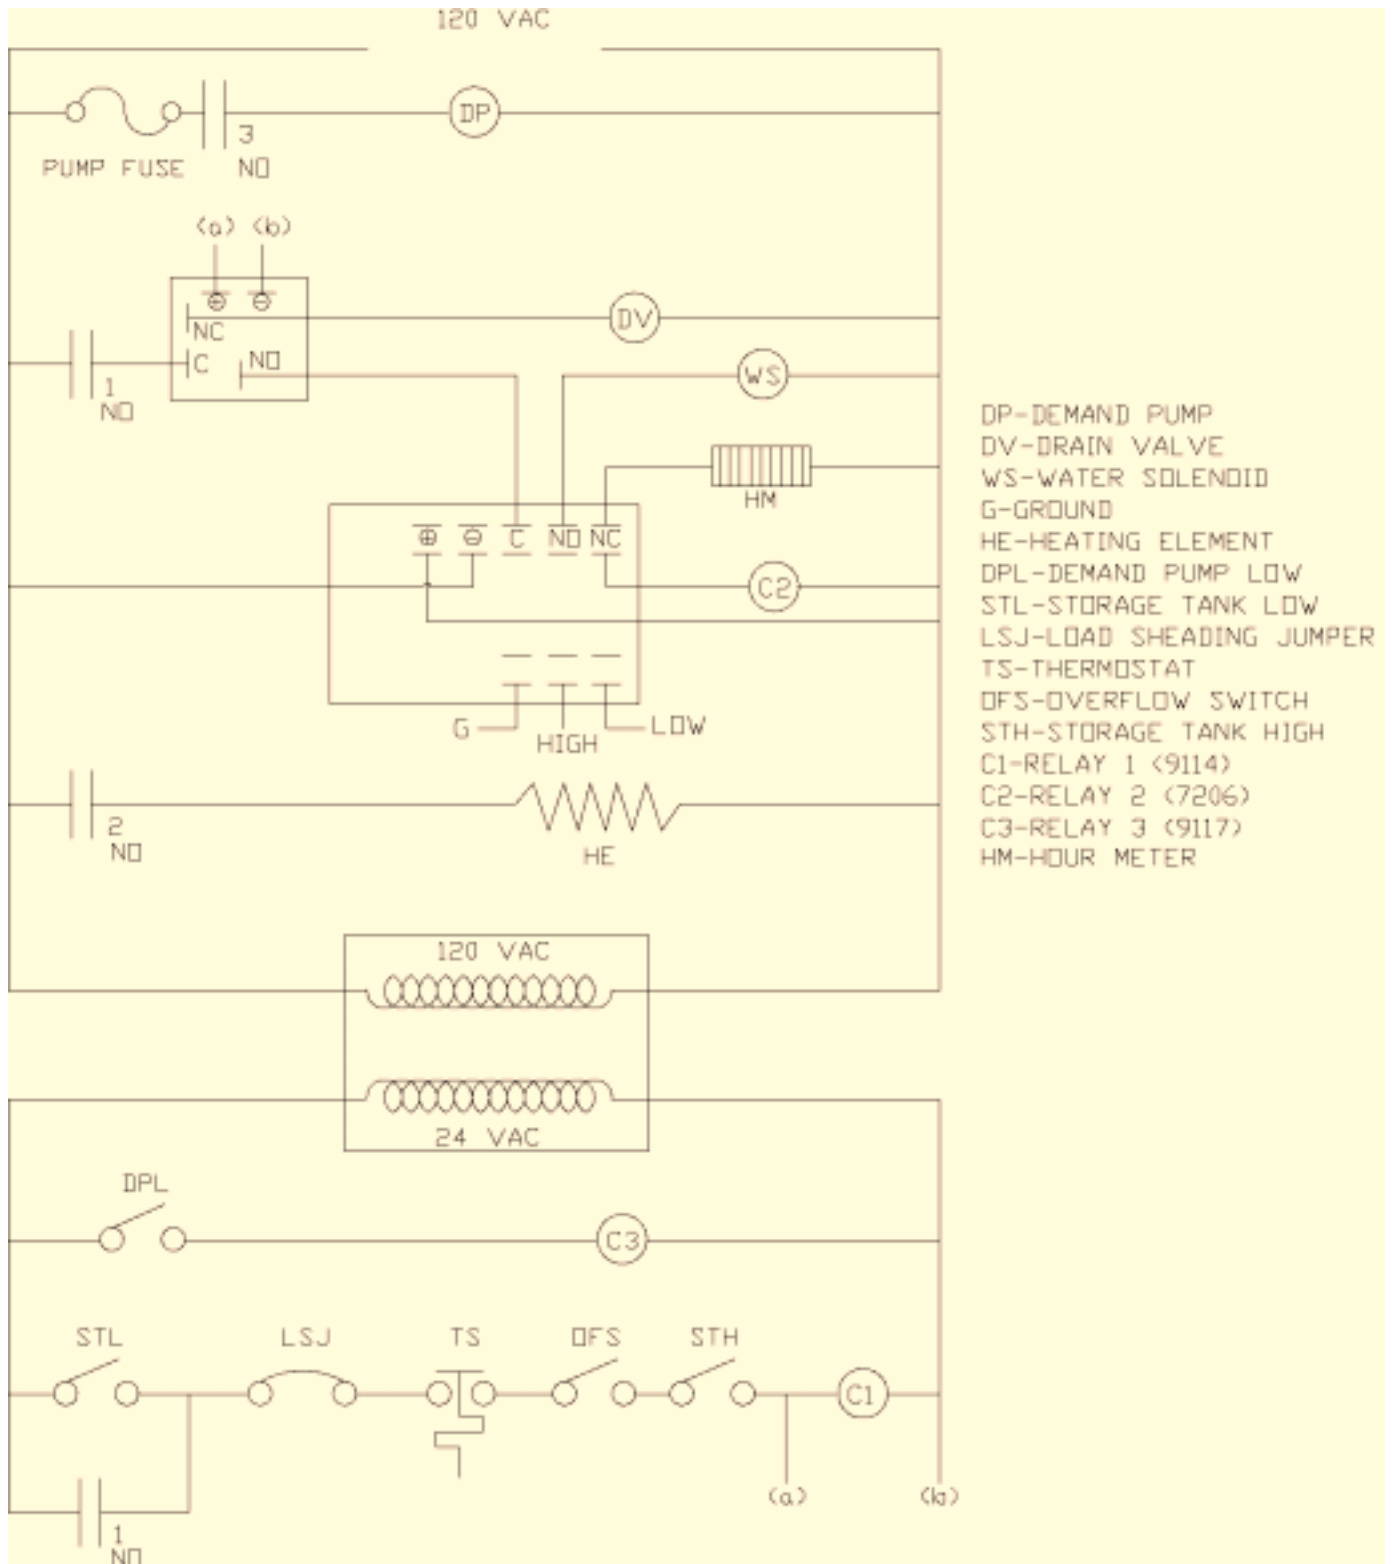 120 VAC
DP
3
PUMP FUSE NO
(a) (b)
⊕ ⊖
DV
NC
C NO
WS
1
NO
HM
⊕ ⊖ C NO NC
C2
G HIGH LOW
2
NO
HE
DP-DEMAND PUMP
DV-DRAIN VALVE
WS-WATER SOLENOID
G-GROUND
HE-HEATING ELEMENT
DPL-DEMAND PUMP LOW
STL-STORAGE TANK LOW
LSJ-LOAD SHEADING JUMPER
TS-THERMOSTAT
OFS-OVERFLOW SWITCH
STH-STORAGE TANK HIGH
C1-RELAY 1 (9114)
C2-RELAY 2 (7206)
C3-RELAY 3 (9117)
HM-HOUR METER
120 VAC
24 VAC
DPL
C3
STL LSJ TS OFS STH
C1
(a) (b)
1
NO